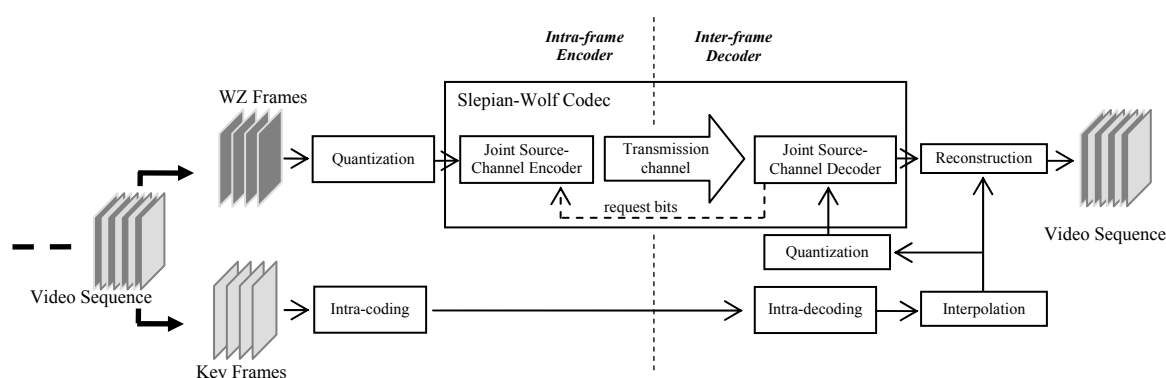 Intra-frame
Encoder
Inter-frame
Decoder
WZ Frames
Slepian-Wolf Codec
Quantization
Joint Source-
Channel Encoder
Transmission
channel
Joint Source-
Channel Decoder
Reconstruction
request bits
Video Sequence
Quantization
Video Sequence
Intra-coding
Intra-decoding
Interpolation
Key Frames